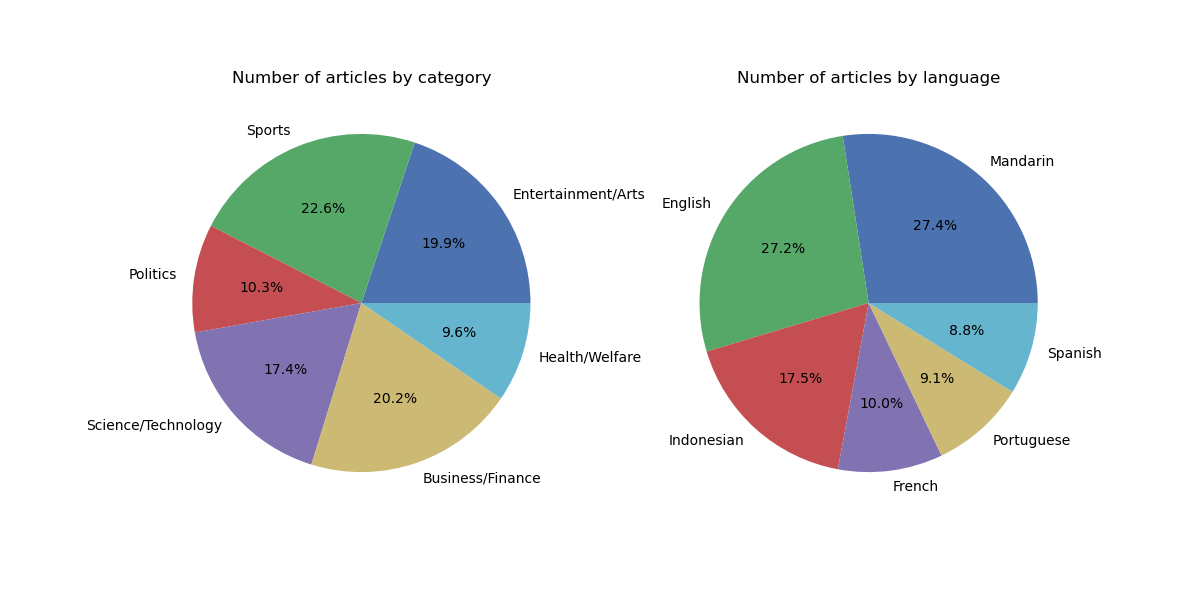 Number of articles by category
Sports
Entertainment/Arts
22.6%
19.9%
Politics
10.3%
9.6%
Health/Welfare
17.4%
20.2%
Science/Technology
Business/Finance
Number of articles by language
Mandarin
English
27.4%
27.2%
8.8%
Spanish
17.5%
9.1%
10.0%
Indonesian
Portuguese
French